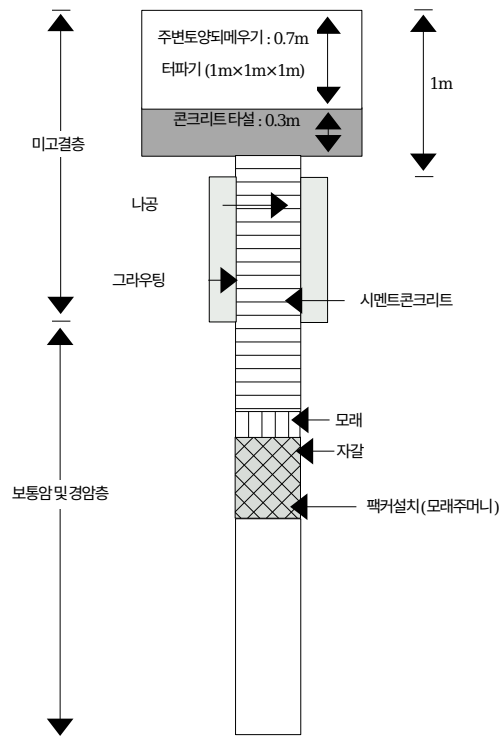 주변토양되메우기 : 0.7m
터파기 (1m×1m×1m)
1m
콘크리트 타설 : 0.3m
미고결층
나공
그라우팅
시멘트콘크리트
모래
자갈
보통암 및 경암층
팩커설치(모래주머니)